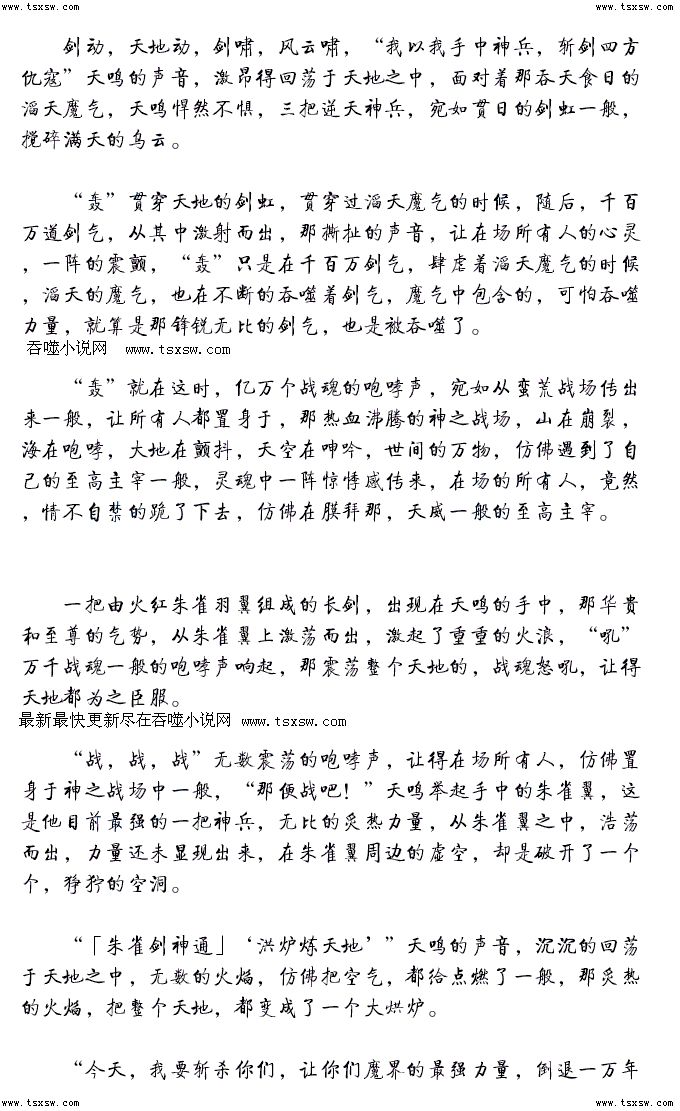 www.tsxsw.com www.tsxsw.com
剑动，天地动，剑啸，风云啸，“我以我手中神兵，斩剑四方
仇寇”天鸣的声音，激昂得回荡于天地之中，面对着那吞天食日的
滔天魔气，天鸣悍然不惧，三把逆天神兵，宛如贯日的剑虹一般，
搅碎满天的乌云。
“轰”贯穿天地的剑虹，贯穿过滔天魔气的时候，随后，千百
万道剑气，从其中激射而出，那撕扯的声音，让在场所有人的心灵
，一阵的震颤，“轰”只是在千百万剑气，肆虐着滔天魔气的时候
，滔天的魔气，也在不断的吞噬着剑气，魔气中包含的，可怕吞噬
力量，就算是那锋锐无比的剑气，也是被吞噬了。
吞噬小说网 www.tsxsw.com
“轰”就在这时，亿万个战魂的咆哮声，宛如从蛮荒战场传出
来一般，让所有人都置身于，那热血沸腾的神之战场，山在崩裂，
海在咆哮，大地在颤抖，天空在呻吟，世间的万物，仿佛遇到了自
己的至高主宰一般，灵魂中一阵惊悸感传来，在场的所有人，竟然
，情不自禁的跪了下去，仿佛在膜拜那，天威一般的至高主宰。
一把由火红朱雀羽翼组成的长剑，出现在天鸣的手中，那华贵
和至尊的气势，从朱雀翼上激荡而出，激起了重重的火浪，“吼”
万千战魂一般的咆哮声响起，那震荡整个天地的，战魂怒吼，让得
天地都为之臣服。
最新最快更新尽在吞噬小说网 www.tsxsw.com
“战，战，战”无数震荡的咆哮声，让得在场所有人，仿佛置
身于神之战场中一般，“那便战吧！”天鸣举起手中的朱雀翼，这
是他目前最强的一把神兵，无比的炙热力量，从朱雀翼之中，浩荡
而出，力量还未显现出来，在朱雀翼周边的虚空，却是破开了一个
个，狰狞的空洞。
“「朱雀剑神通」‘洪炉炼天地’”天鸣的声音，沉沉的回荡
于天地之中，无数的火焰，仿佛把空气，都给点燃了一般，那炙热
的火焰，把整个天地，都变成了一个大烘炉。
“今天，我要斩杀你们，让你们魔界的最强力量，倒退一万年
www.tsxsw.com www.tsxsw.com